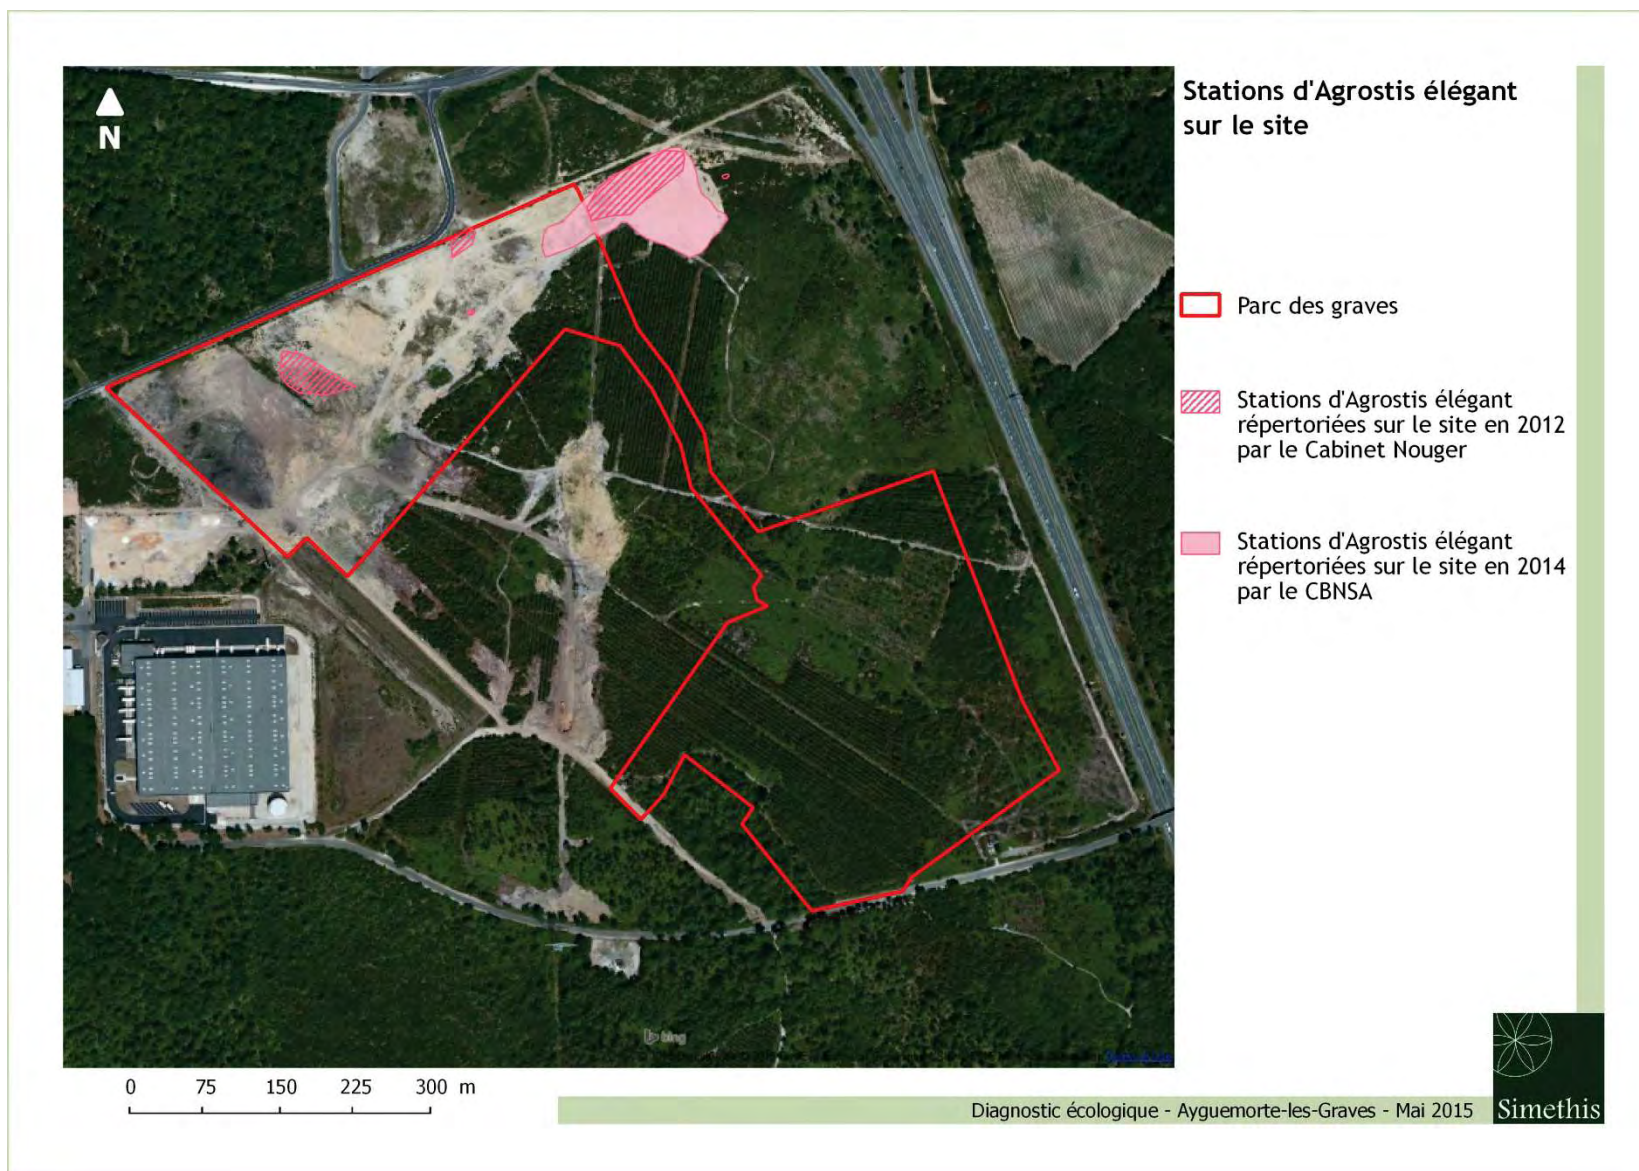 N
Stations d'Agrostis élégant
sur le site
Parc des graves
Stations d'Agrostis élégant
répertoriées sur le site en 2012
par le Cabinet Nouger
Stations d'Agrostis élégant
répertoriées sur le site en 2014
par le CBNSA
bing
0 75 150 225 300 m
Diagnostic écologique - Ayguemorte-les-Graves - Mai 2015
Simethis